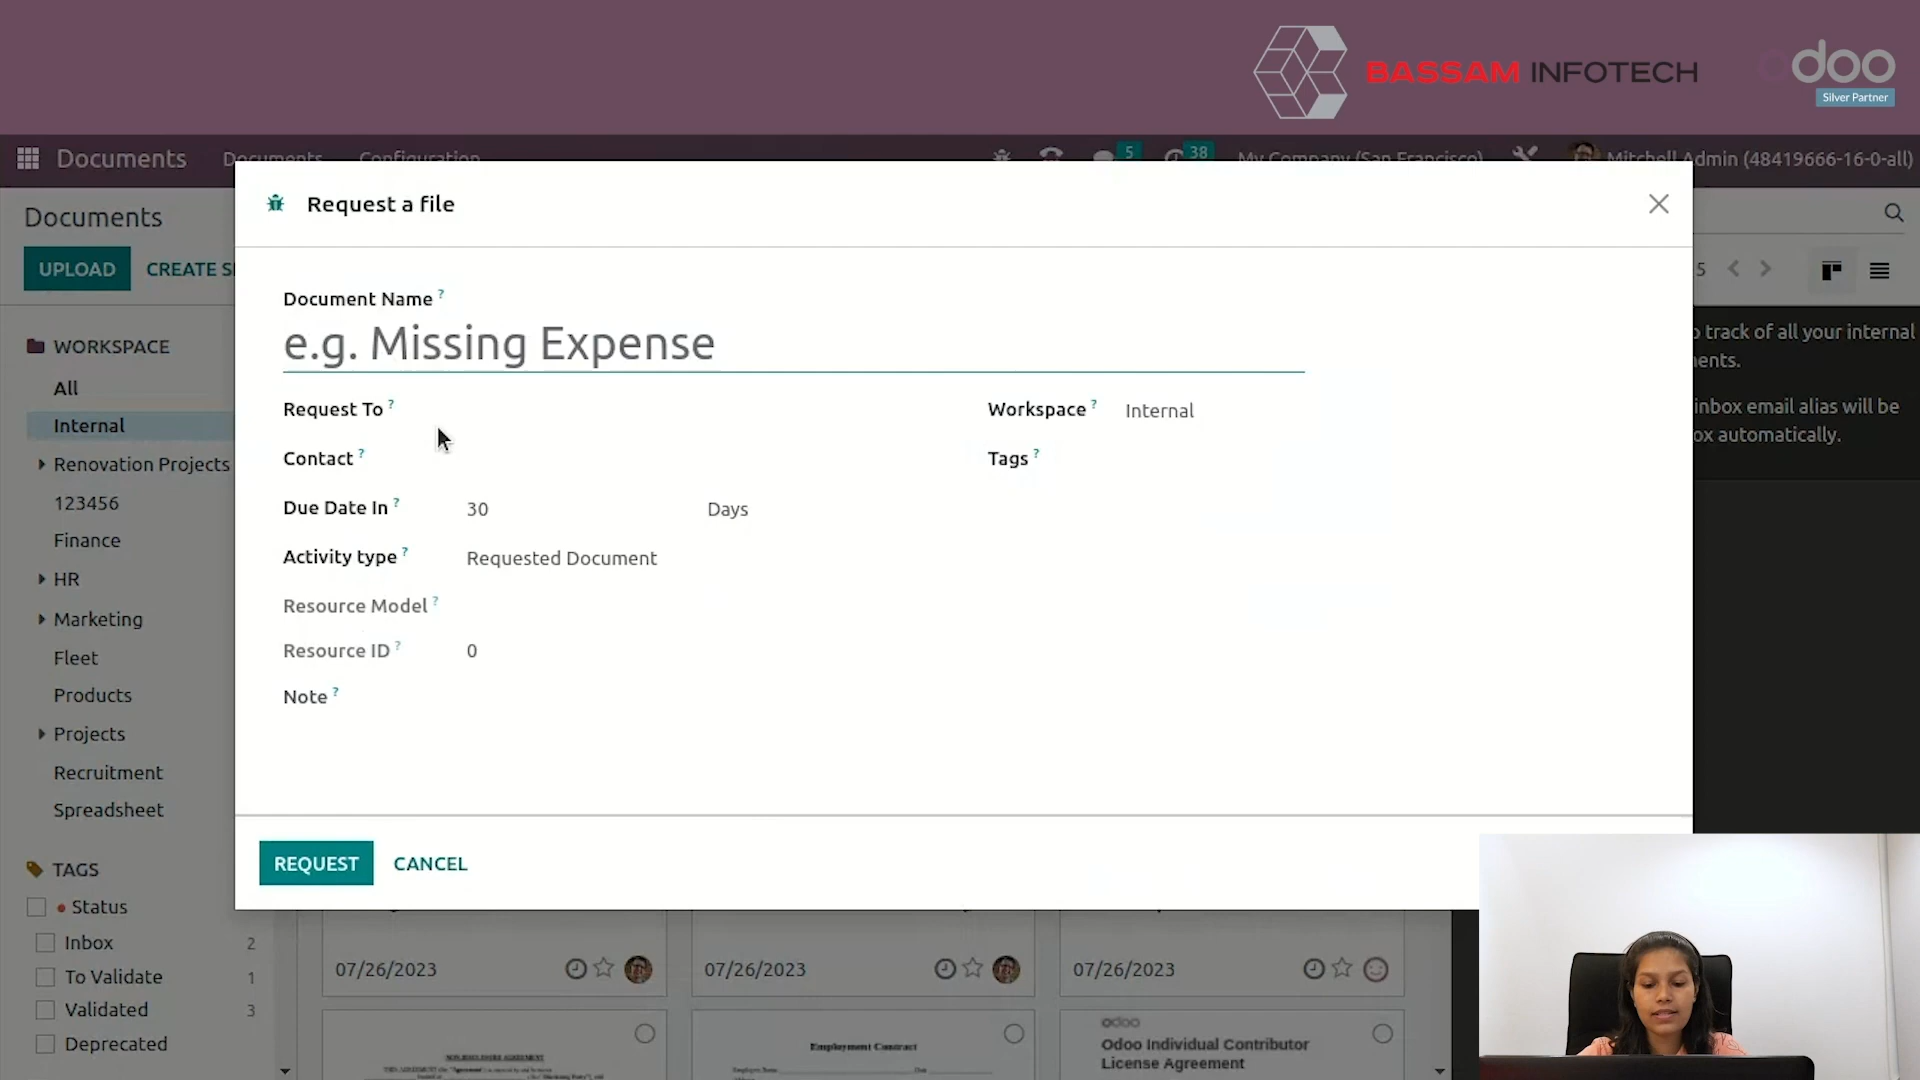 BASSAM INFOTECH
odoo
Silver Partner
Documents
Documents
Configuration
5
38
My Company (San Francisco)
Mitchell Admin (48419666-16-0-all)
Request a file
Documents
UPLOAD
CREATE S
5
Document Name ?
e.g. Missing Expense
Request To ?
Workspace ?
Internal
Contact ?
Tags ?
Due Date In ?
30
Days
Activity type ?
Requested Document
Resource Model ?
Resource ID ?
0
Note ?
REQUEST
CANCEL
WORKSPACE
All
Internal
Renovation Projects
123456
Finance
HR
Marketing
Fleet
Products
Projects
Recruitment
Spreadsheet
TAGS
Status
Inbox 2
To Validate 1
Validated 3
Deprecated
track of all your internal
ents.
inbox email alias will be
ox automatically.
07/26/2023
07/26/2023
07/26/2023
NON-DISCLOSURE AGREEMENT
Employment Contract
odoo
Odoo Individual Contributor
License Agreement